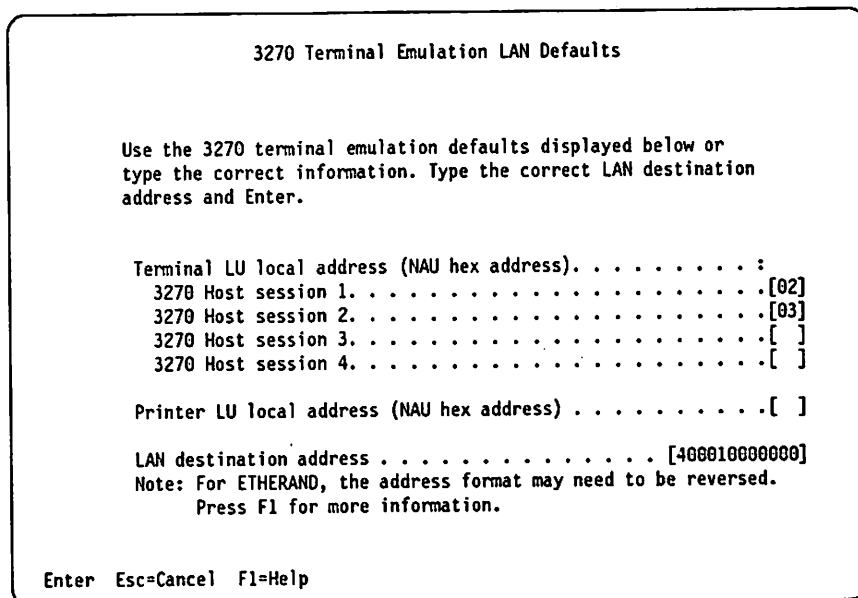 3270 Terminal Emulation LAN Defaults
Use the 3270 terminal emulation defaults displayed below or
type the correct information. Type the correct LAN destination
address and Enter.
Terminal LU local address (NAU hex address). . . . . . . . . :
3270 Host session 1. . . . . . . . . . . . . . . . . . . . .[02]
3270 Host session 2. . . . . . . . . . . . . . . . . . . . .[03]
3270 Host session 3. . . . . . . . . . . . . . . . . . . . .[  ]
3270 Host session 4. . . . . . . . . . . . . . . . . . . . .[  ]
Printer LU local address (NAU hex address) . . . . . . . . . .[  ]
LAN destination address . . . . . . . . . . . . . . [400010000000]
Note: For ETHERAND, the address format may need to be reversed.
Press F1 for more information.
Enter Esc=Cancel F1=Help